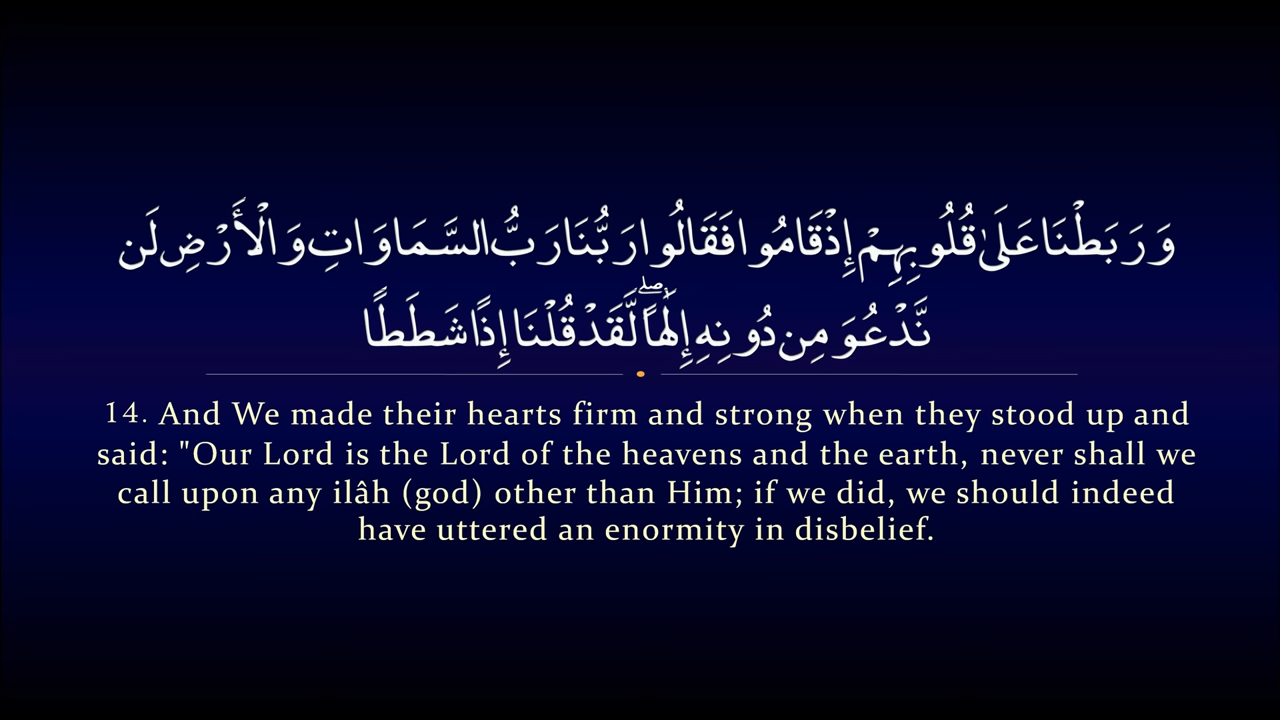 وَرَبَطْنَا عَلَىٰ قُلُوبِهِمْ إِذْ قَامُوا فَقَالُوا رَبُّنَا رَبُّ السَّمَاوَاتِ وَالْأَرْضِ لَن
نَّدْعُوَ مِن دُونِهِ إِلَٰهًا ۖ لَّقَدْ قُلْنَا إِذًا شَطَطًا
14. And We made their hearts firm and strong when they stood up and
said: "Our Lord is the Lord of the heavens and the earth, never shall we
call upon any ilâh (god) other than Him; if we did, we should indeed
have uttered an enormity in disbelief.